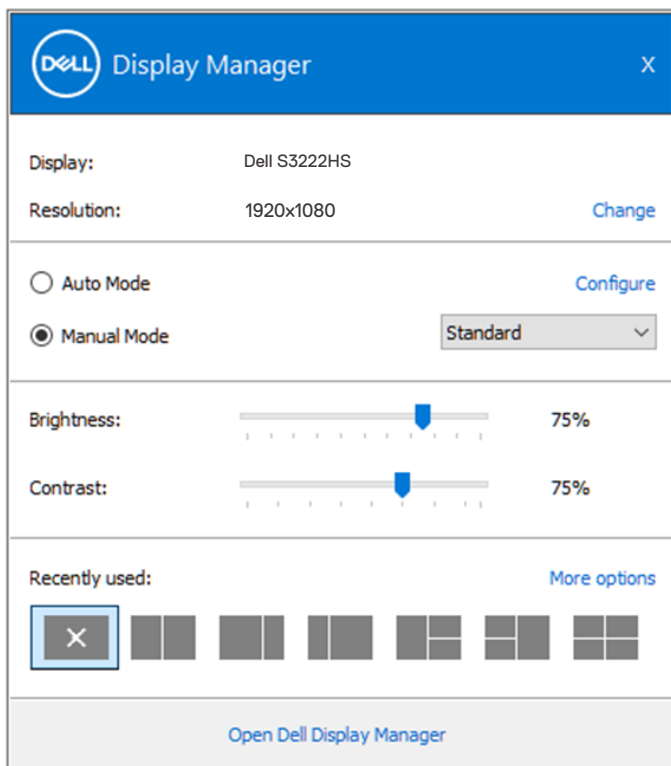 DELL Display Manager X
Display: Dell S3222HS
Resolution: 1920x1080 Change
Auto Mode Configure
Manual Mode Standard
Brightness: 75%
Contrast: 75%
Recently used: More options
Open Dell Display Manager